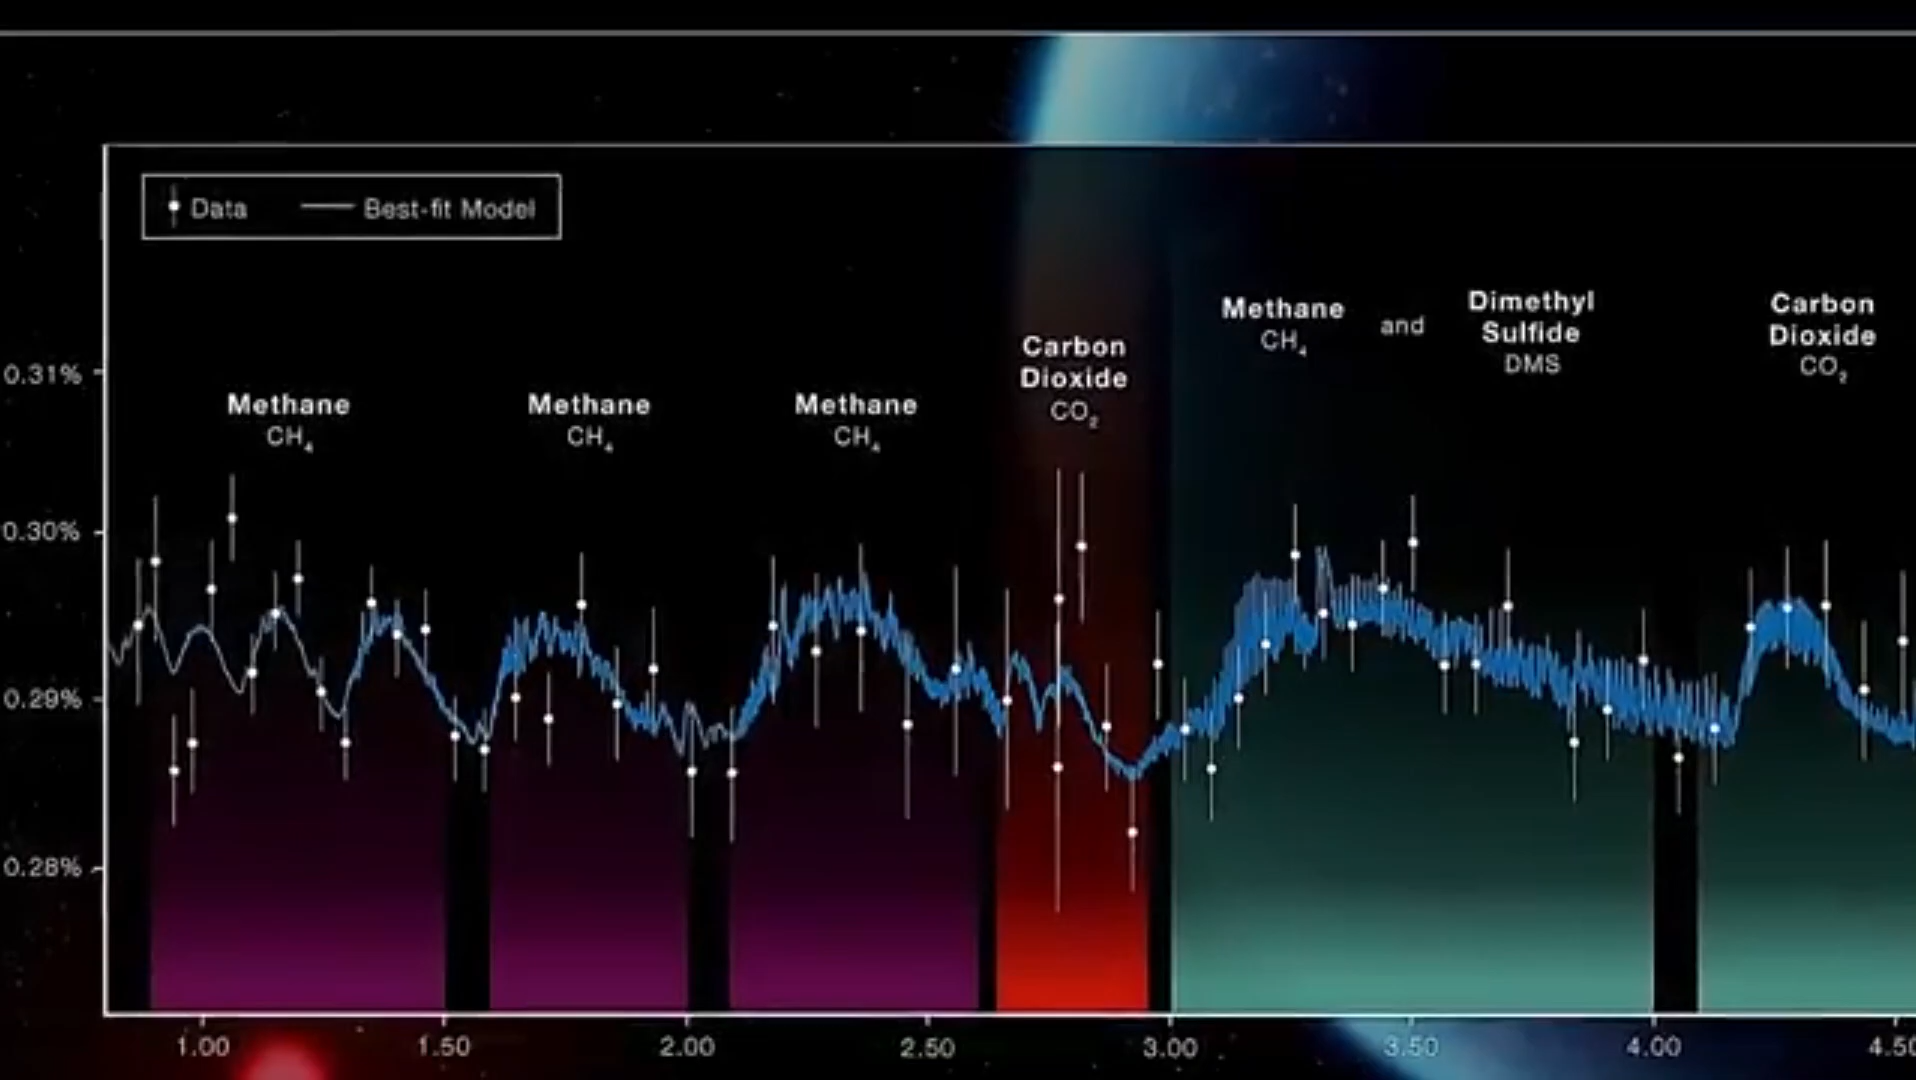 Data
Best-fit Model
Methane
CH₄
Methane
CH₄
Methane
CH₄
Carbon
Dioxide
CO₂
Methane
CH₄
and
Dimethyl
Sulfide
DMS
Carbon
Dioxide
CO₂
0.31%
0.30%
0.29%
0.28%
1.00
1.50
2.00
2.50
3.00
3.50
4.00
4.50